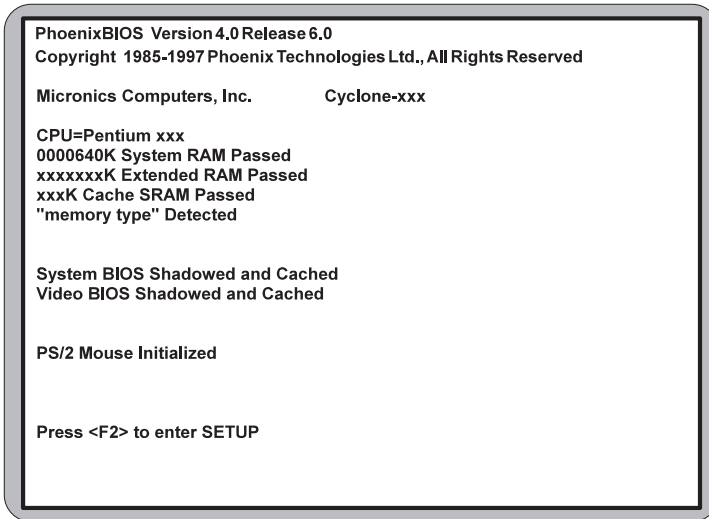 PhoenixBIOS Version 4.0 Release 6.0
Copyright 1985-1997 Phoenix Technologies Ltd., All Rights Reserved
Micronics Computers, Inc. Cyclone-xxx
CPU=Pentium xxx
0000640K System RAM Passed
xxxxxxxK Extended RAM Passed
xxxK Cache SRAM Passed
"memory type" Detected
System BIOS Shadowed and Cached
Video BIOS Shadowed and Cached
PS/2 Mouse Initialized
Press <F2> to enter SETUP